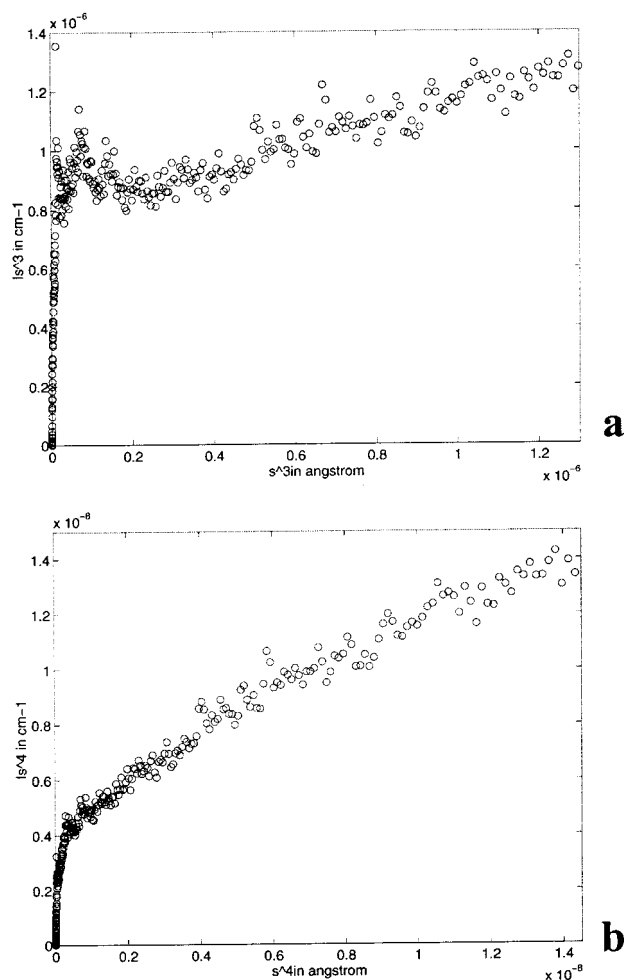 x 10^-6
1.4
1.2
1
0.8
0.6
0.4
0.2
0
Is^3 in cm-1
0 0.2 0.4 0.6 0.8 1 1.2
s^3in angstrom
x 10^-6
a
x 10^-8
1.4
1.2
1
0.8
0.6
0.4
0.2
0
Is^4 in cm-1
0 0.2 0.4 0.6 0.8 1 1.2 1.4
s^4in angstrom
x 10^-8
b